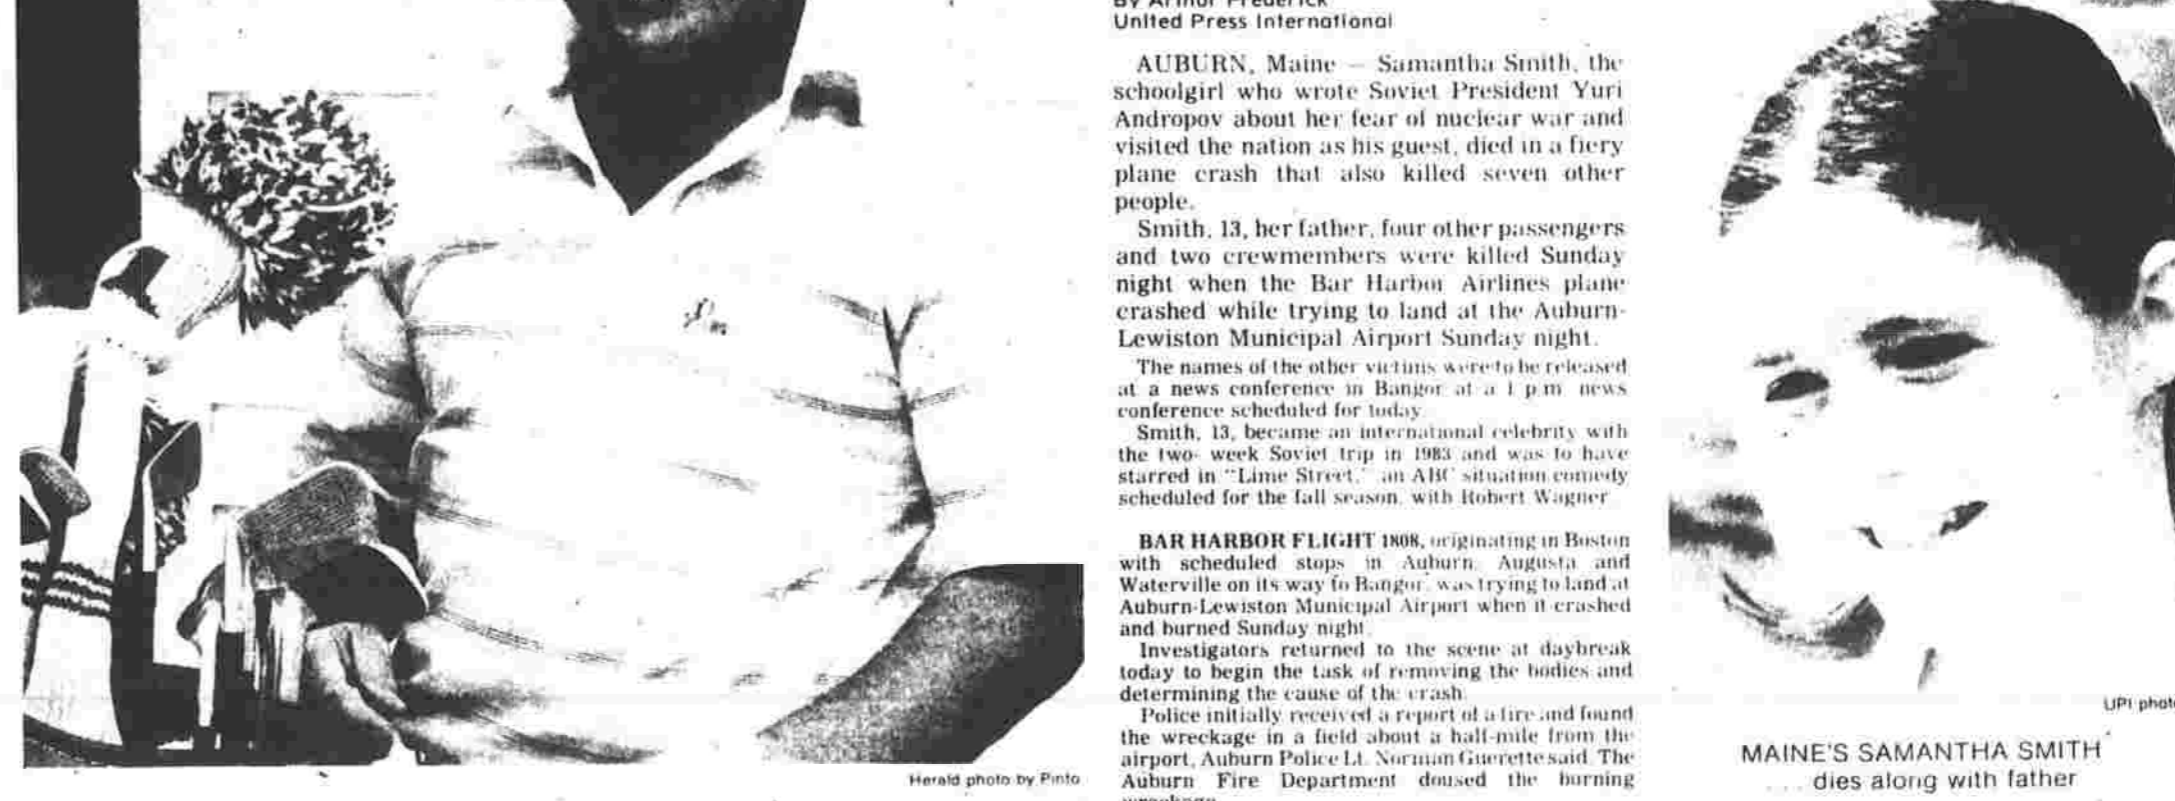 By Arthur Frederick
United Press International
AUBURN, Maine — Samantha Smith, the
schoolgirl who wrote Soviet President Yuri
Andropov about her fear of nuclear war and
visited the nation as his guest, died in a fiery
plane crash that also killed seven other
people.
Smith, 13, her father, four other passengers
and two crewmembers were killed Sunday
night when the Bar Harbor Airlines plane
crashed while trying to land at the Auburn-
Lewiston Municipal Airport Sunday night.
The names of the other victims were to be released
at a news conference in Bangor at a 1 p.m. news
conference scheduled for today.
Smith, 13, became an international celebrity with
the two- week Soviet trip in 1983 and was to have
starred in "Lime Street," an ABC situation comedy
scheduled for the fall season, with Robert Wagner.
BAR HARBOR FLIGHT 1808, originating in Boston
with scheduled stops in Auburn, Augusta and
Waterville on its way to Bangor, was trying to land at
Auburn-Lewiston Municipal Airport when it crashed
and burned Sunday night.
Investigators returned to the scene at daybreak
today to begin the task of removing the bodies and
determining the cause of the crash.
Police initially received a report of a fire and found
the wreckage in a field about a half-mile from the
airport, Auburn Police Lt. Norman Guerette said. The
Auburn Fire Department doused the burning
wreckage.
Herald photo by Pinto
UPI photo
MAINE'S SAMANTHA SMITH
. . . dies along with father